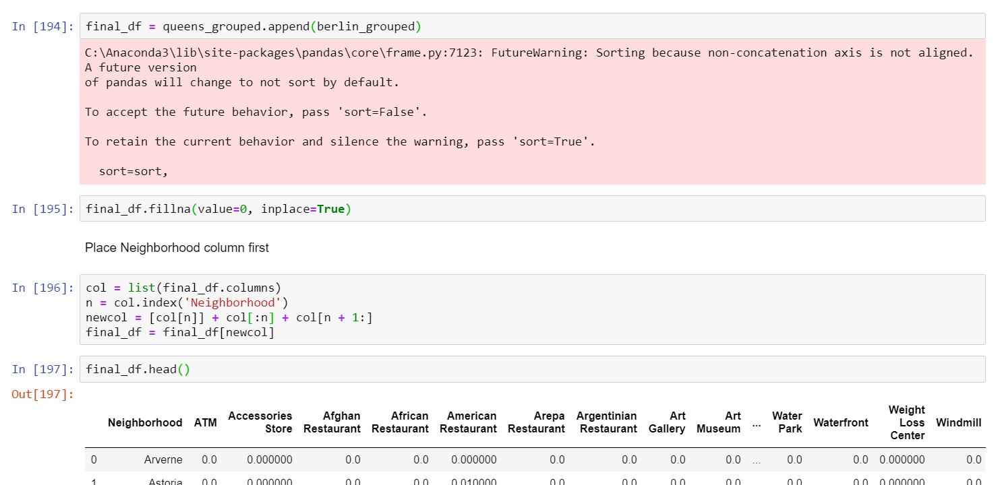 In [194]: final_df = queens_grouped.append(berlin_grouped)
C:\Anaconda3\lib\site-packages\pandas\core\frame.py:7123: FutureWarning: Sorting because non-concatenation axis is not aligned.
A future version
of pandas will change to not sort by default.
To accept the future behavior, pass 'sort=False'.
To retain the current behavior and silence the warning, pass 'sort=True'.
sort=sort,
In [195]: final_df.fillna(value=0, inplace=True)
Place Neighborhood column first
In [196]: col = list(final_df.columns)
n = col.index('Neighborhood')
newcol = [col[n]] + col[:n] + col[n + 1:]
final_df = final_df[newcol]
In [197]: final_df.head()
Out[197]:
Neighborhood ATM Accessories Store Afghan Restaurant African Restaurant American Restaurant Arepa Restaurant Argentinian Restaurant Art Gallery Art Museum ... Water Park Waterfront Weight Loss Center Windmill
0 Arverne 0.0 0.000000 0.0 0.0 0.000000 0.0 0.0 0.0 0.0 ... 0.0 0.0 0.000000 0.0
1 Astoria 0.0 0.000000 0.0 0.0 0.010000 0.0 0.0 0.0 0.0 ... 0.0 0.0 0.000000 0.0